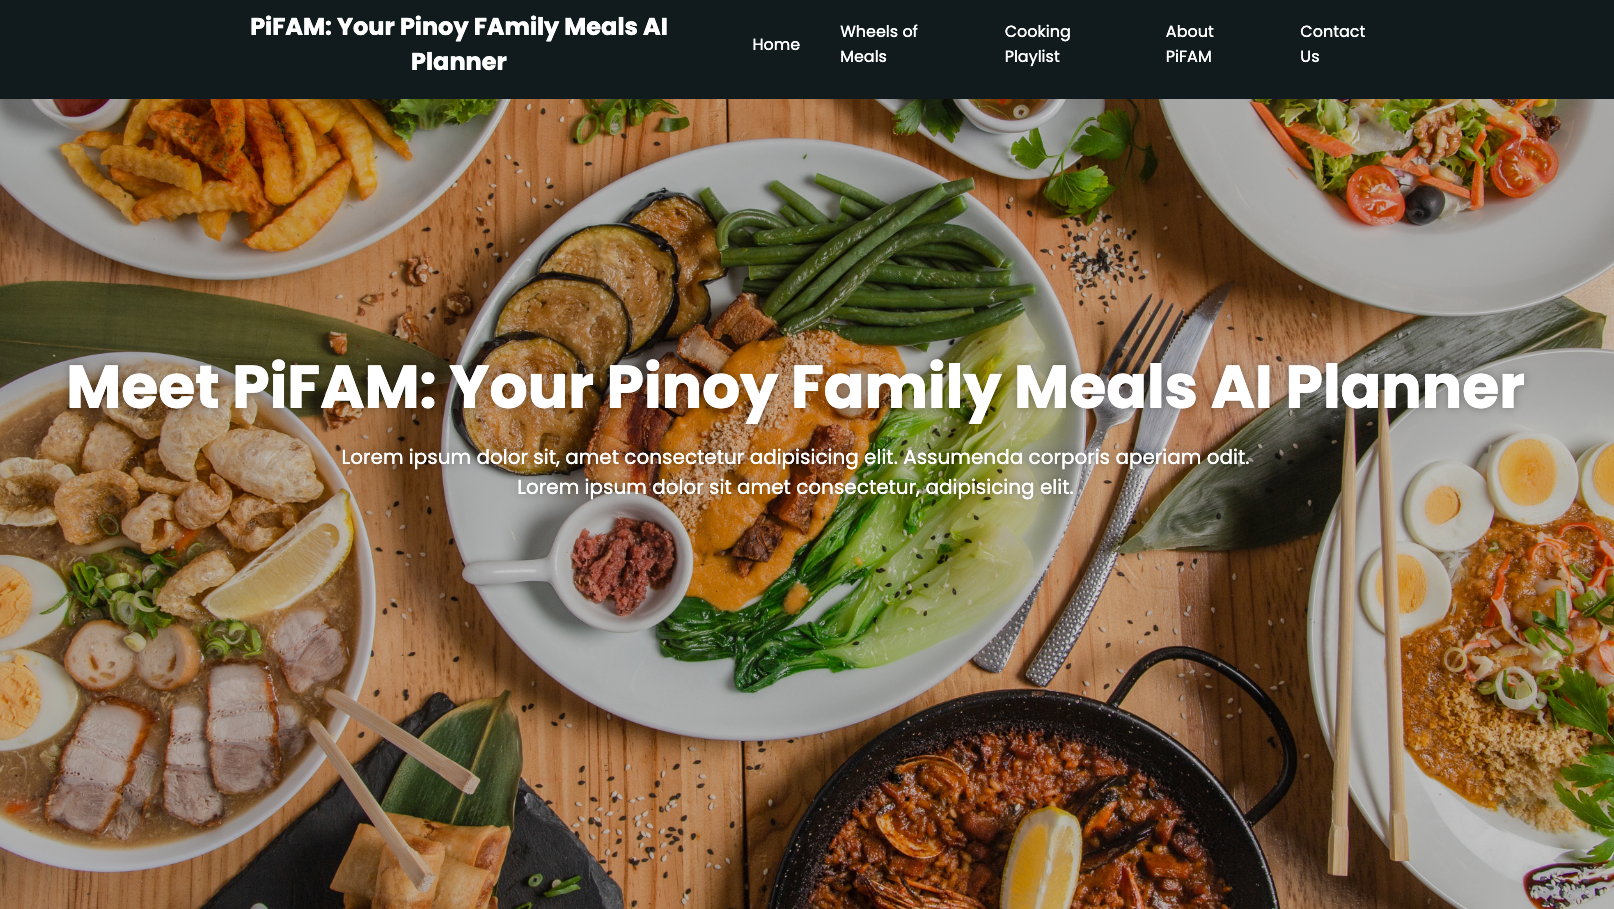 PiFAM: Your Pinoy FAmily Meals AI
Planner
Home
Wheels of
Meals
Cooking
Playlist
About
PiFAM
Contact
Us
Meet PiFAM: Your Pinoy Family Meals AI Planner
Lorem ipsum dolor sit, amet consectetur adipisicing elit. Assumenda corporis aperiam odit.
Lorem ipsum dolor sit amet consectetur, adipisicing elit.